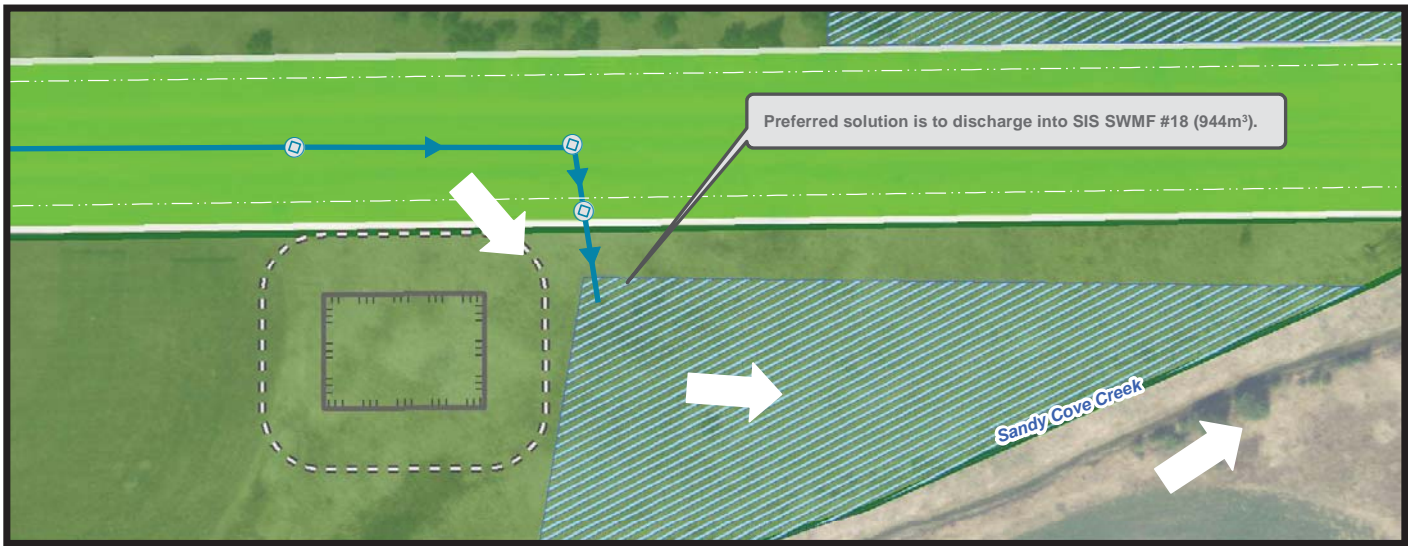 Preferred solution is to discharge into SIS SWMF #18 (944m³).
Sandy Cove Creek